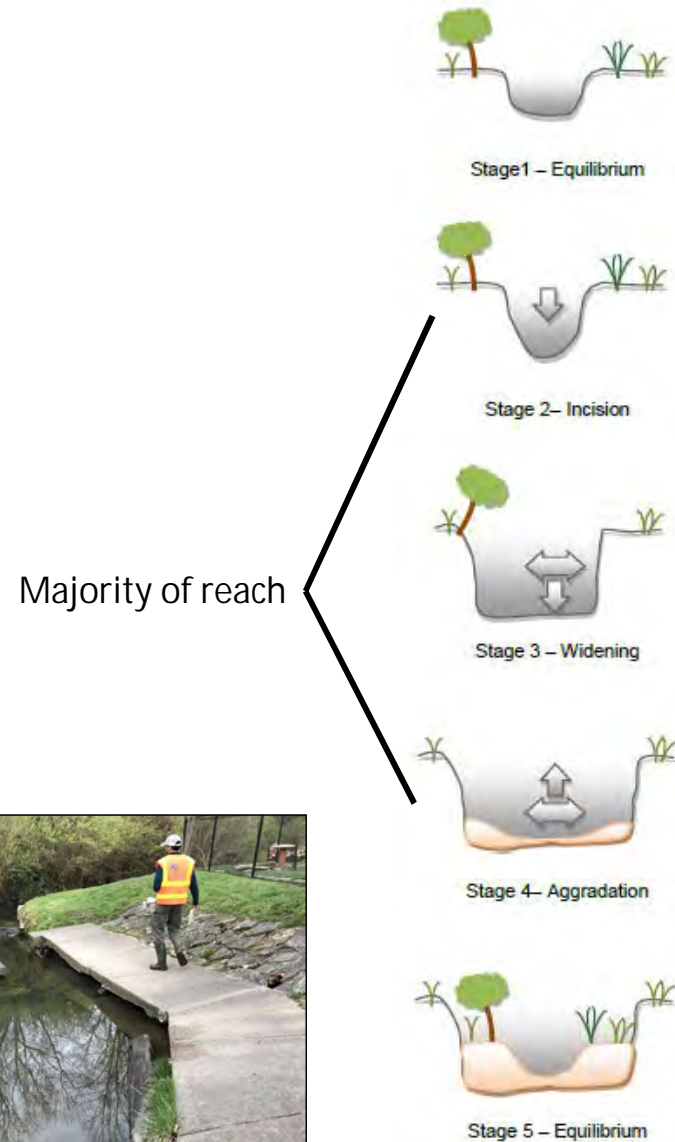 Stage1 – Equilibrium
Stage 2– Incision
Majority of reach
Stage 3 – Widening
Stage 4– Aggradation
Stage 5 – Equilibrium